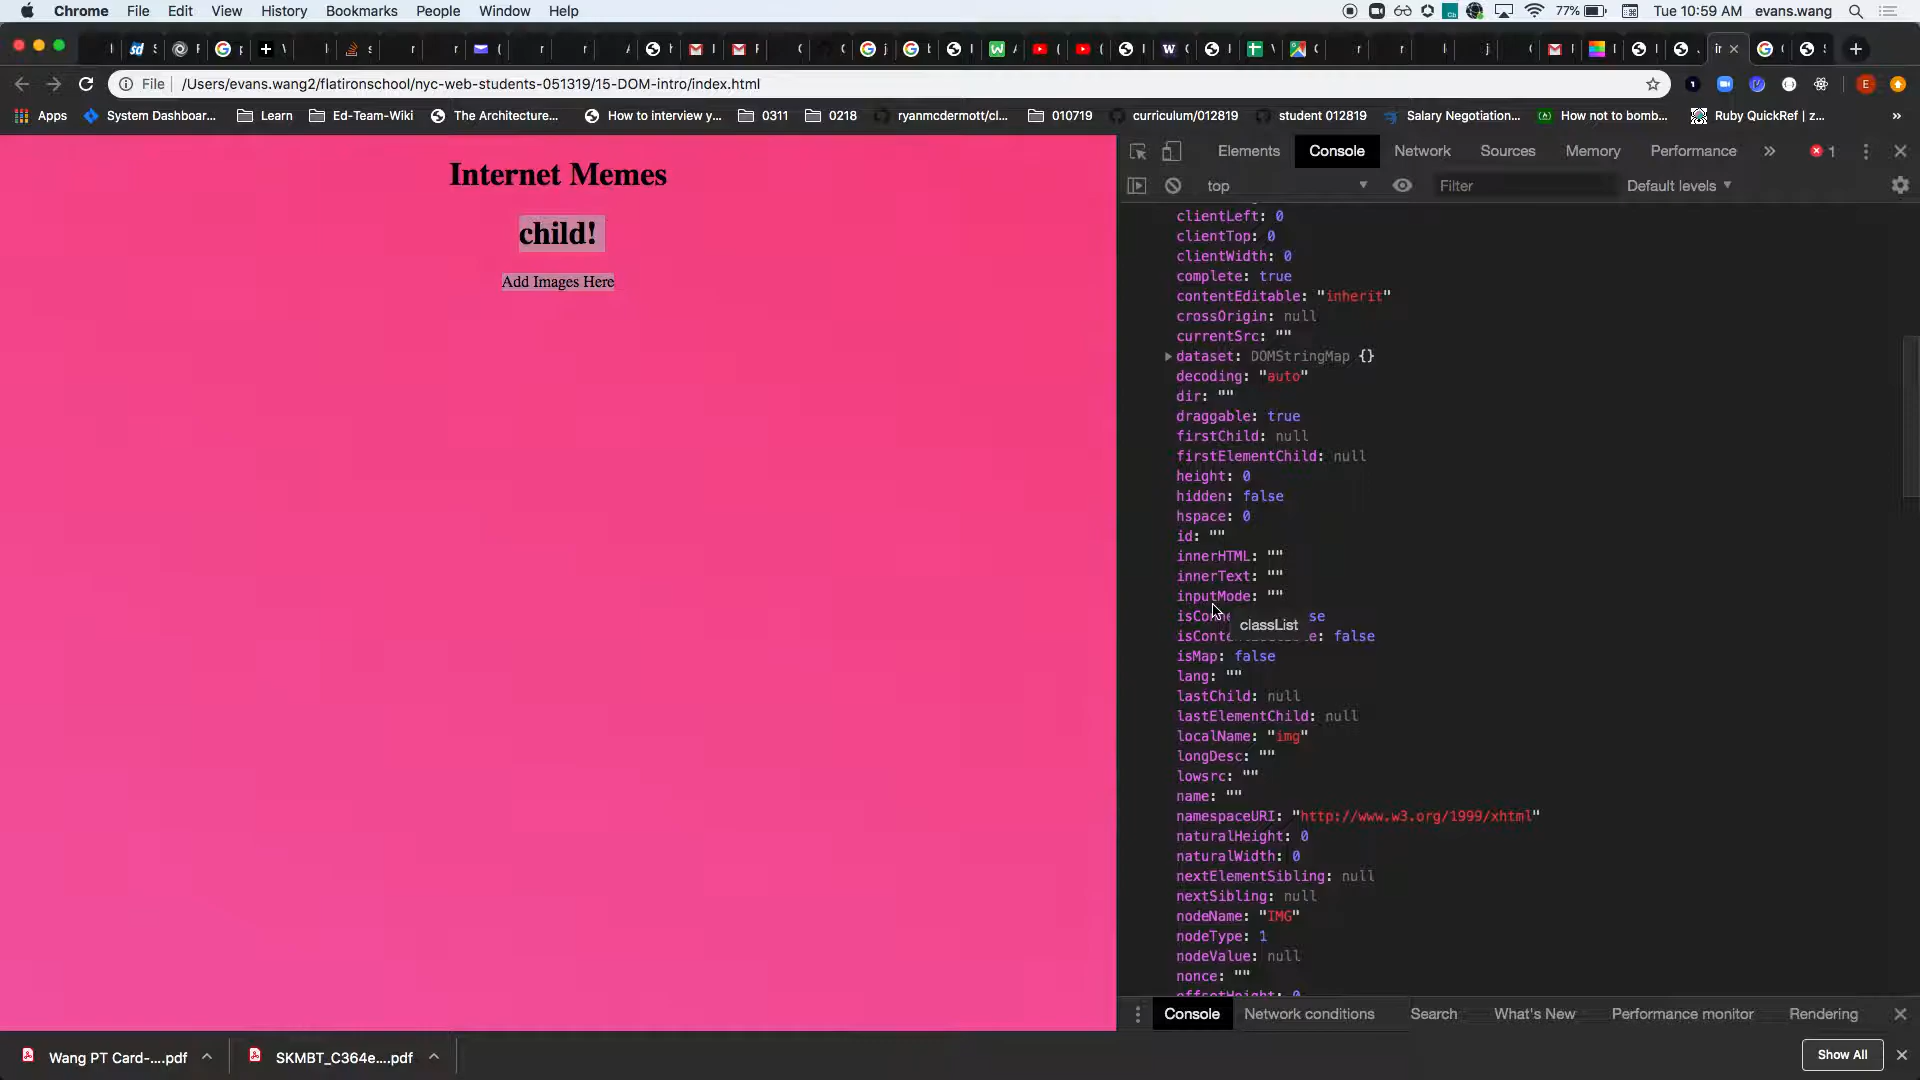 Chrome File Edit View History Bookmarks People Window Help 77% Tue 10:59 AM evans.wang
File /Users/evans.wang2/flatironschool/nyc-web-students-051319/15-DOM-intro/index.html
Apps System Dashboar... Learn Ed-Team-Wiki The Architecture... How to interview y... 0311 0218 ryanmcdermott/cl... 010719 curriculum/012819 student 012819 Salary Negotiation... How not to bomb... Ruby QuickRef | z... »
Internet Memes
child!
Add Images Here
Elements Console Network Sources Memory Performance » 1
top Filter Default levels
clientLeft: 0
clientTop: 0
clientWidth: 0
complete: true
contentEditable: "inherit"
crossOrigin: null
currentSrc: ""
dataset: DOMStringMap {}
decoding: "auto"
dir: ""
draggable: true
firstChild: null
firstElementChild: null
height: 0
hidden: false
hspace: 0
id: ""
innerHTML: ""
innerText: ""
inputMode: ""
classList
false
isMap: false
lang: ""
lastChild: null
lastElementChild: null
localName: "img"
longDesc: ""
lowsrc: ""
name: ""
namespaceURI: "http://www.w3.org/1999/xhtml"
naturalHeight: 0
naturalWidth: 0
nextElementSibling: null
nextSibling: null
nodeName: "IMG"
nodeType: 1
nodeValue: null
nonce: ""
offsetHeight: 0
Console Network conditions Search What's New Performance monitor Rendering
Wang PT Card-....pdf SKMBT_C364e....pdf Show All